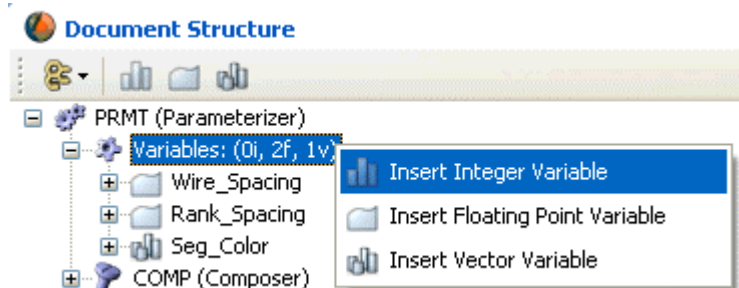 Document Structure
PRMT (Parameterizer)
Variables: (0i, 2f, 1v)
Insert Integer Variable
Wire_Spacing
Rank_Spacing
Insert Floating Point Variable
Seg_Color
Insert Vector Variable
COMP (Composer)